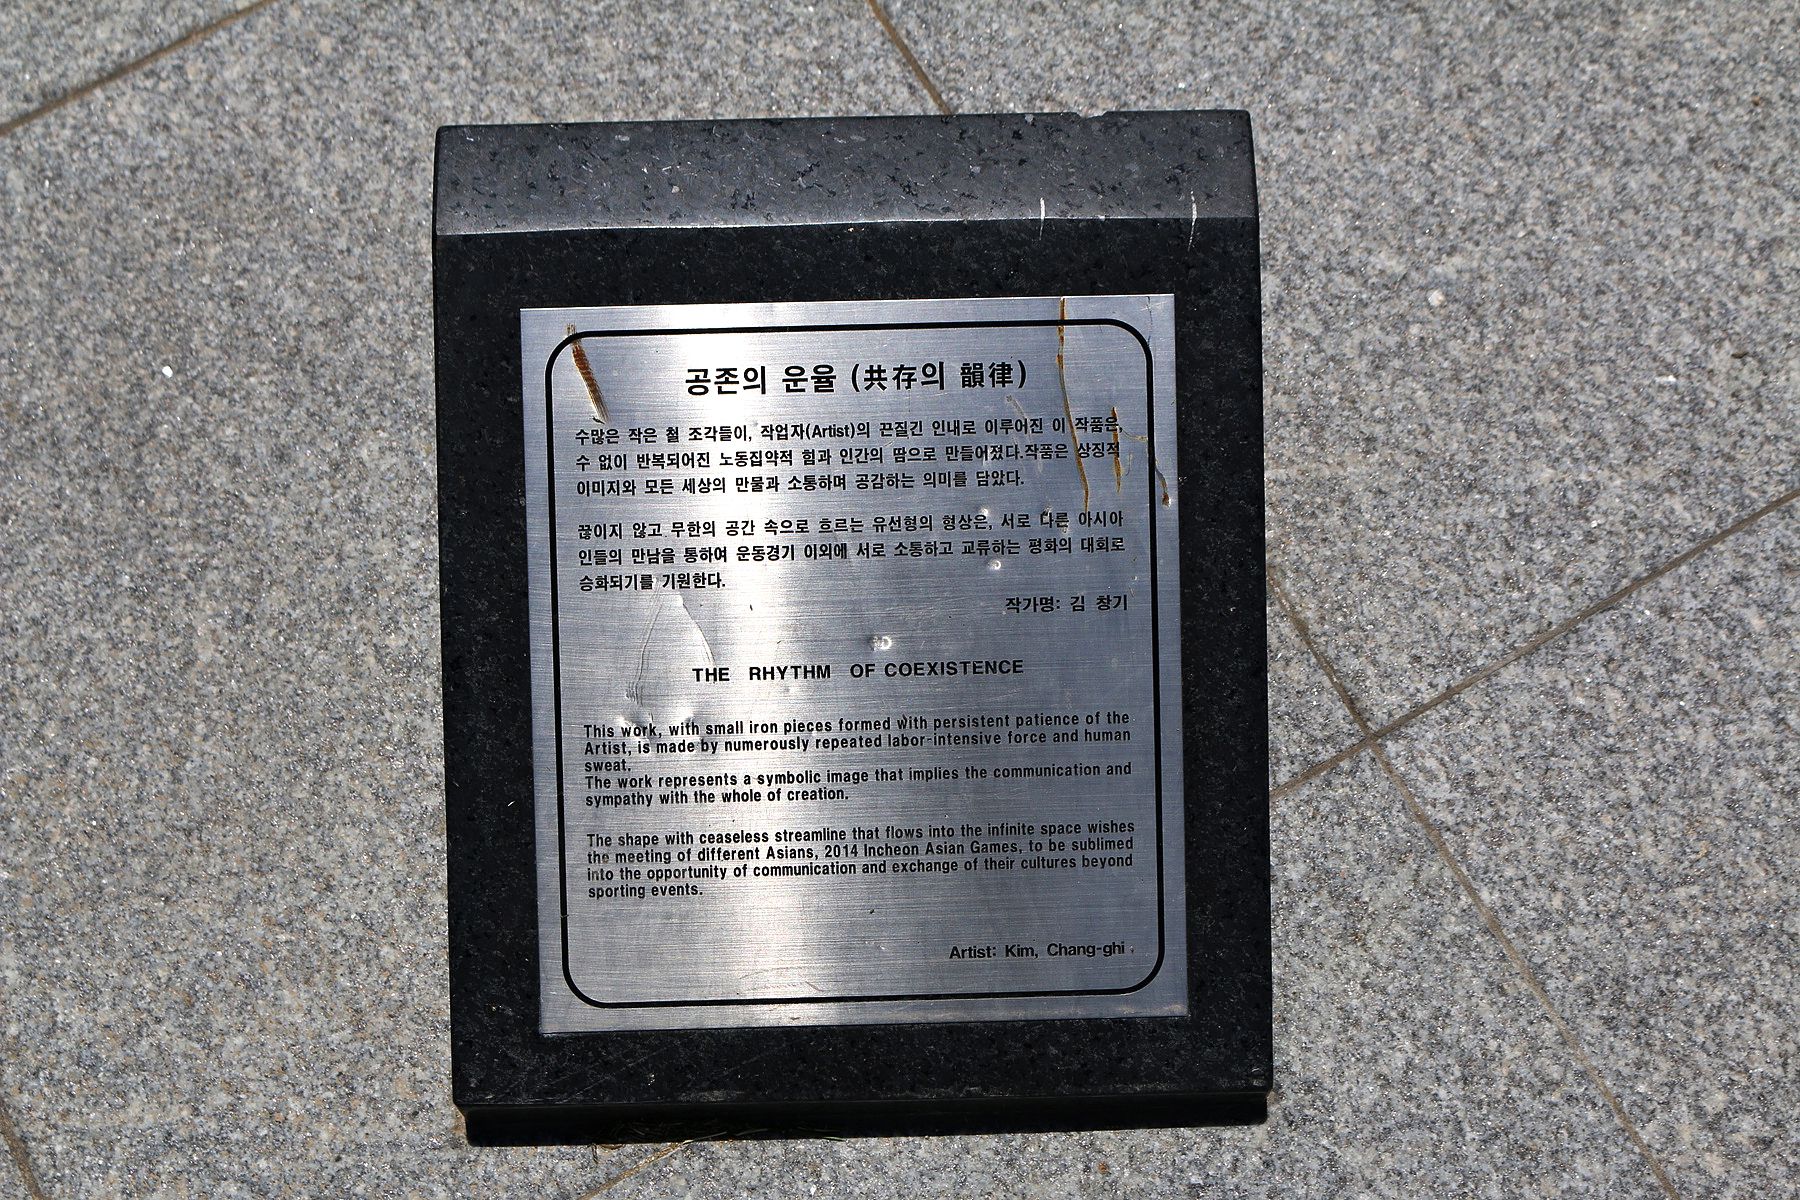 공존의 운율 (共存의 韻律)
수많은 작은 철 조각들이, 작업자(Artist)의 끈질긴 인내로 이루어진 이 작품은,
수 없이 반복되어진 노동집약적 힘과 인간의 땀으로 만들어졌다.작품은 상징적
이미지와 모든 세상의 만물과 소통하며 공감하는 의미를 담았다.
끊이지 않고 무한의 공간 속으로 흐르는 유선형의 형상은, 서로 다른 아시아
인들의 만남을 통하여 운동경기 이외에 서로 소통하고 교류하는 평화의 대회로
승화되기를 기원한다.
작가명: 김 창기
THE RHYTHM OF COEXISTENCE
This work, with small iron pieces formed with persistent patience of the
Artist, is made by numerously repeated labor-intensive force and human
sweat.
The work represents a symbolic image that implies the communication and
sympathy with the whole of creation.
The shape with ceaseless streamline that flows into the infinite space wishes
the meeting of different Asians, 2014 Incheon Asian Games, to be sublimed
into the opportunity of communication and exchange of their cultures beyond
sporting events.
Artist: Kim, Chang-ghi